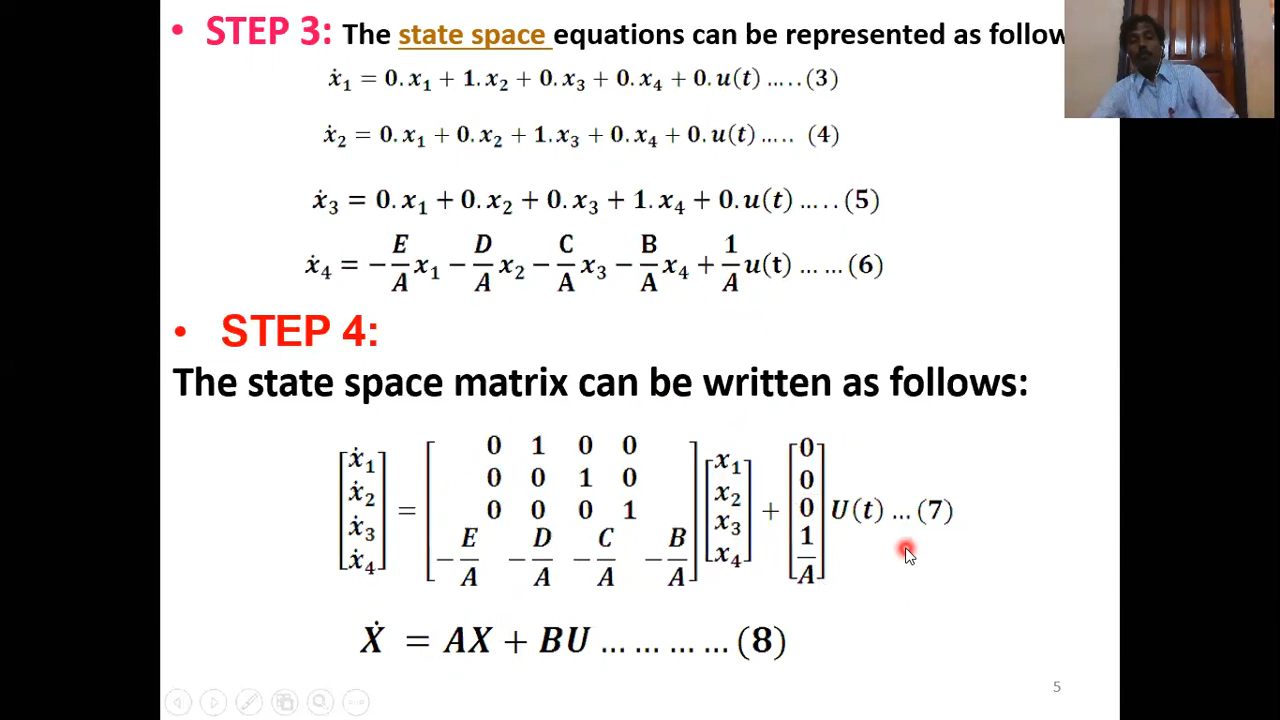 • STEP 3: The state space equations can be represented as follow
ẋ₁ = 0.x₁ + 1.x₂ + 0.x₃ + 0.x₄ + 0.u(t) ..... (3)
ẋ₂ = 0.x₁ + 0.x₂ + 1.x₃ + 0.x₄ + 0.u(t) ..... (4)
ẋ₃ = 0.x₁ + 0.x₂ + 0.x₃ + 1.x₄ + 0.u(t) ..... (5)
ẋ₄ = −E/A x₁ − D/A x₂ − C/A x₃ − B/A x₄ + 1/A u(t) ... ... (6)
• STEP 4:
The state space matrix can be written as follows:
[ẋ₁ ẋ₂ ẋ₃ ẋ₄] = [0 1 0 0; 0 0 1 0; 0 0 0 1; −E/A −D/A −C/A −B/A] [x₁ x₂ x₃ x₄] + [0 0 0 1/A] U(t) ... (7)
Ẋ = AX + BU ... ... ... ... (8)
5